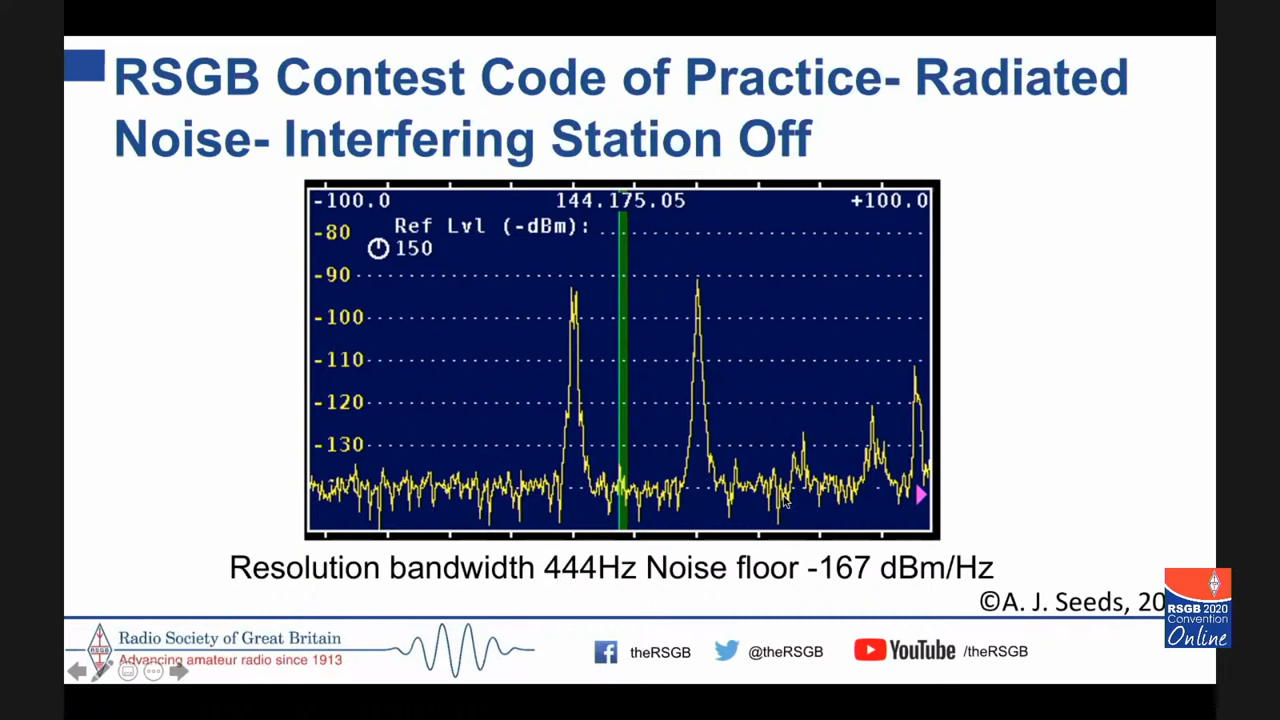 RSGB Contest Code of Practice- Radiated
Noise- Interfering Station Off
-100.0 144.175.05 +100.0
Ref Lvl (-dBm):
150
-80
-90
-100
-110
-120
-130
Resolution bandwidth 444Hz Noise floor -167 dBm/Hz
©A. J. Seeds, 20
RSGB 2020
Convention
Online
Radio Society of Great Britain
Advancing amateur radio since 1913
RSGB
theRSGB
@theRSGB
YouTube /theRSGB